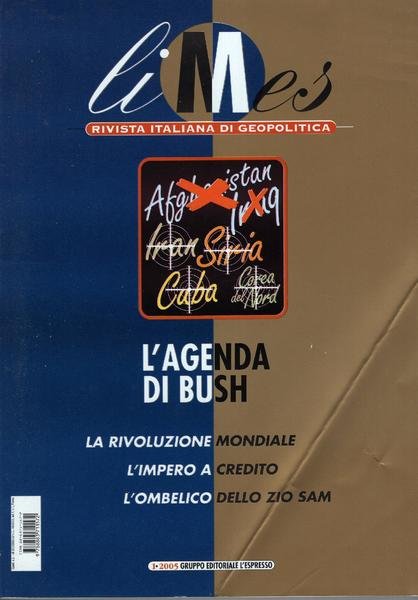 liMes
RIVISTA ITALIANA DI GEOPOLITICA
Afghanistan
Iraq
Iran Siria
Cuba Corea
del Nord
L'AGENDA
DI BUSH
LA RIVOLUZIONE MONDIALE
L'IMPERO A CREDITO
L'OMBELICO DELLO ZIO SAM
1•2005 GRUPPO EDITORIALE L'ESPRESSO